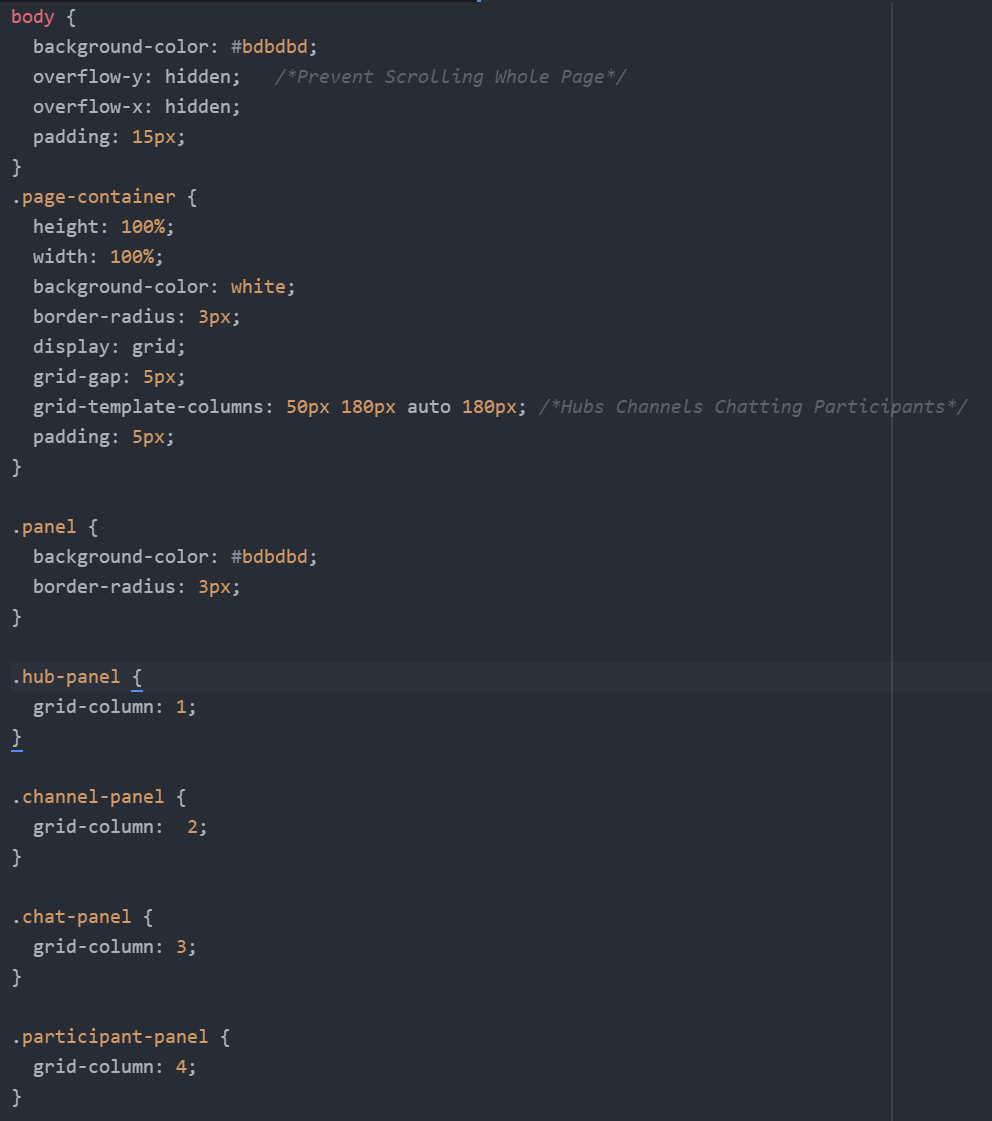 body {
  background-color: #bdbdbd;
  overflow-y: hidden;   /*Prevent Scrolling Whole Page*/
  overflow-x: hidden;
  padding: 15px;
}
.page-container {
  height: 100%;
  width: 100%;
  background-color: white;
  border-radius: 3px;
  display: grid;
  grid-gap: 5px;
  grid-template-columns: 50px 180px auto 180px; /*Hubs Channels Chatting Participants*/
  padding: 5px;
}

.panel {
  background-color: #bdbdbd;
  border-radius: 3px;
}

.hub-panel {
  grid-column: 1;
}

.channel-panel {
  grid-column:  2;
}

.chat-panel {
  grid-column: 3;
}

.participant-panel {
  grid-column: 4;
}